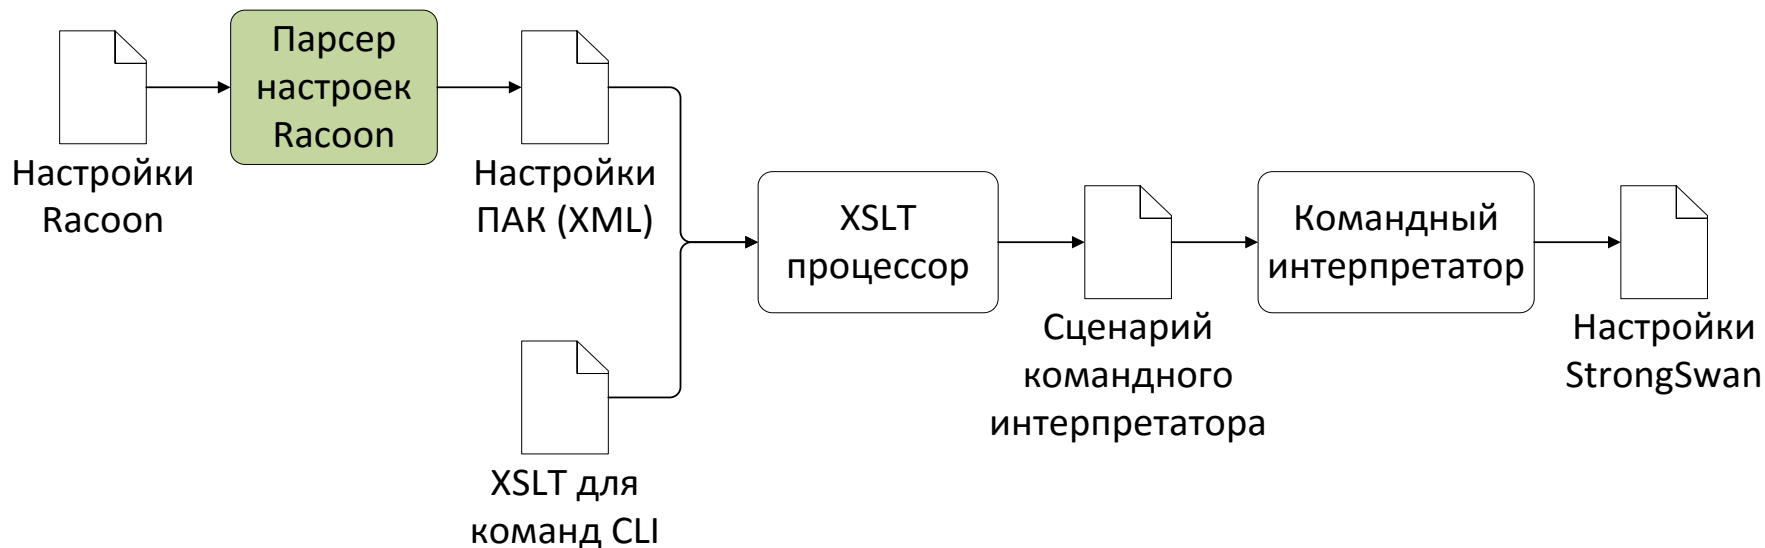 Парсер
настроек
Racoon
Настройки
Racoon
Настройки
ПАК (XML)
XSLT
процессор
Командный
интерпретатор
Сценарий
командного
интерпретатора
Настройки
StrongSwan
XSLT для
команд CLI